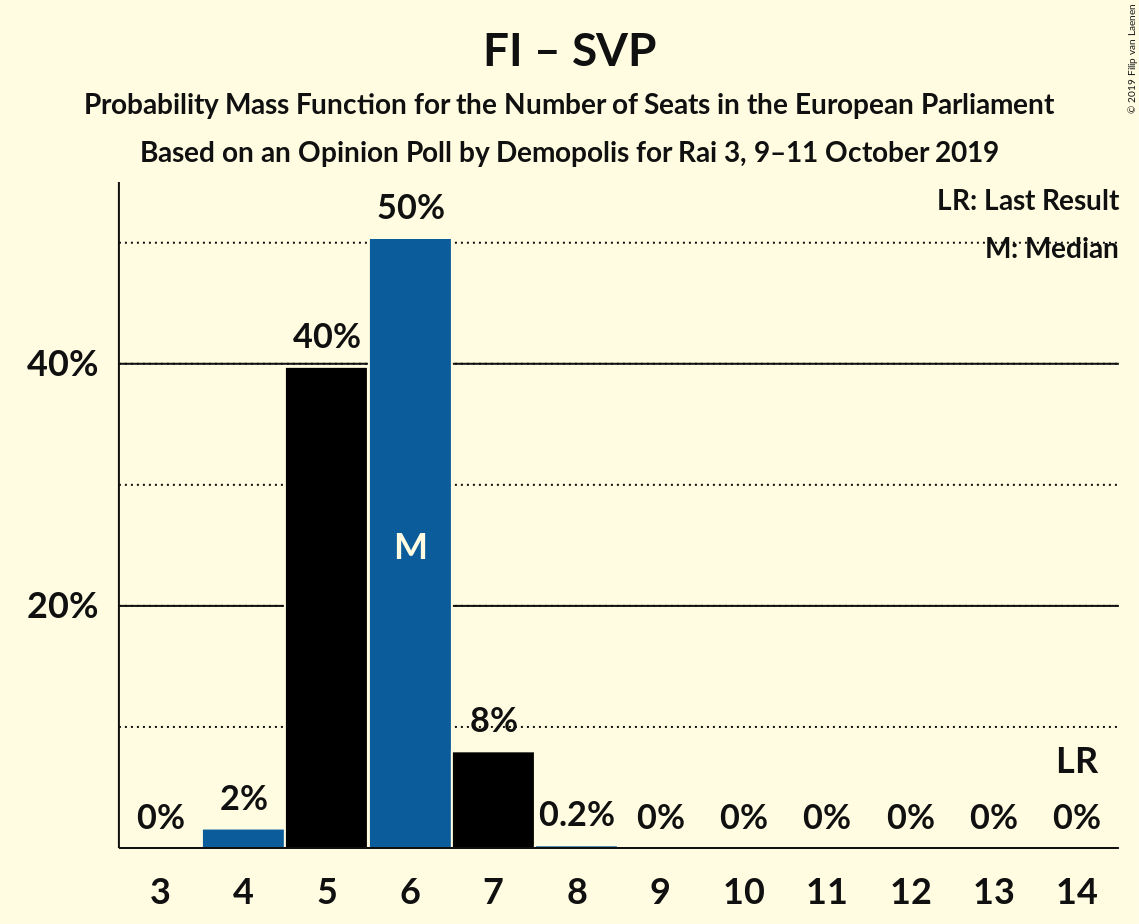 FI – SVP
Probability Mass Function for the Number of Seats in the European Parliament
Based on an Opinion Poll by Demopolis for Rai 3, 9–11 October 2019
© 2019 Filip van Laenen
LR: Last Result
M: Median
50%
40%
40%
M
20%
8%
LR
0%
2%
0.2%
0%
0%
0%
0%
0%
0%
3 4 5 6 7 8 9 10 11 12 13 14